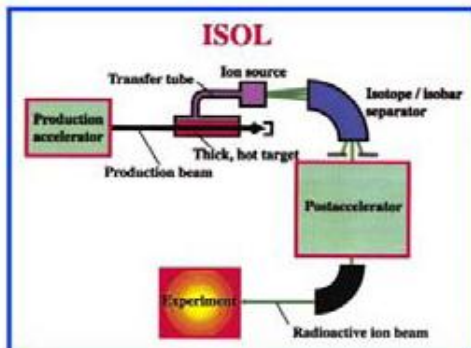 ISOL
Ion source
Transfer tube
Isotope / isobar
separator
Production
accelerator
Thick, hot target
Production beam
Postaccelerator
Experiment
Radioactive ion beam